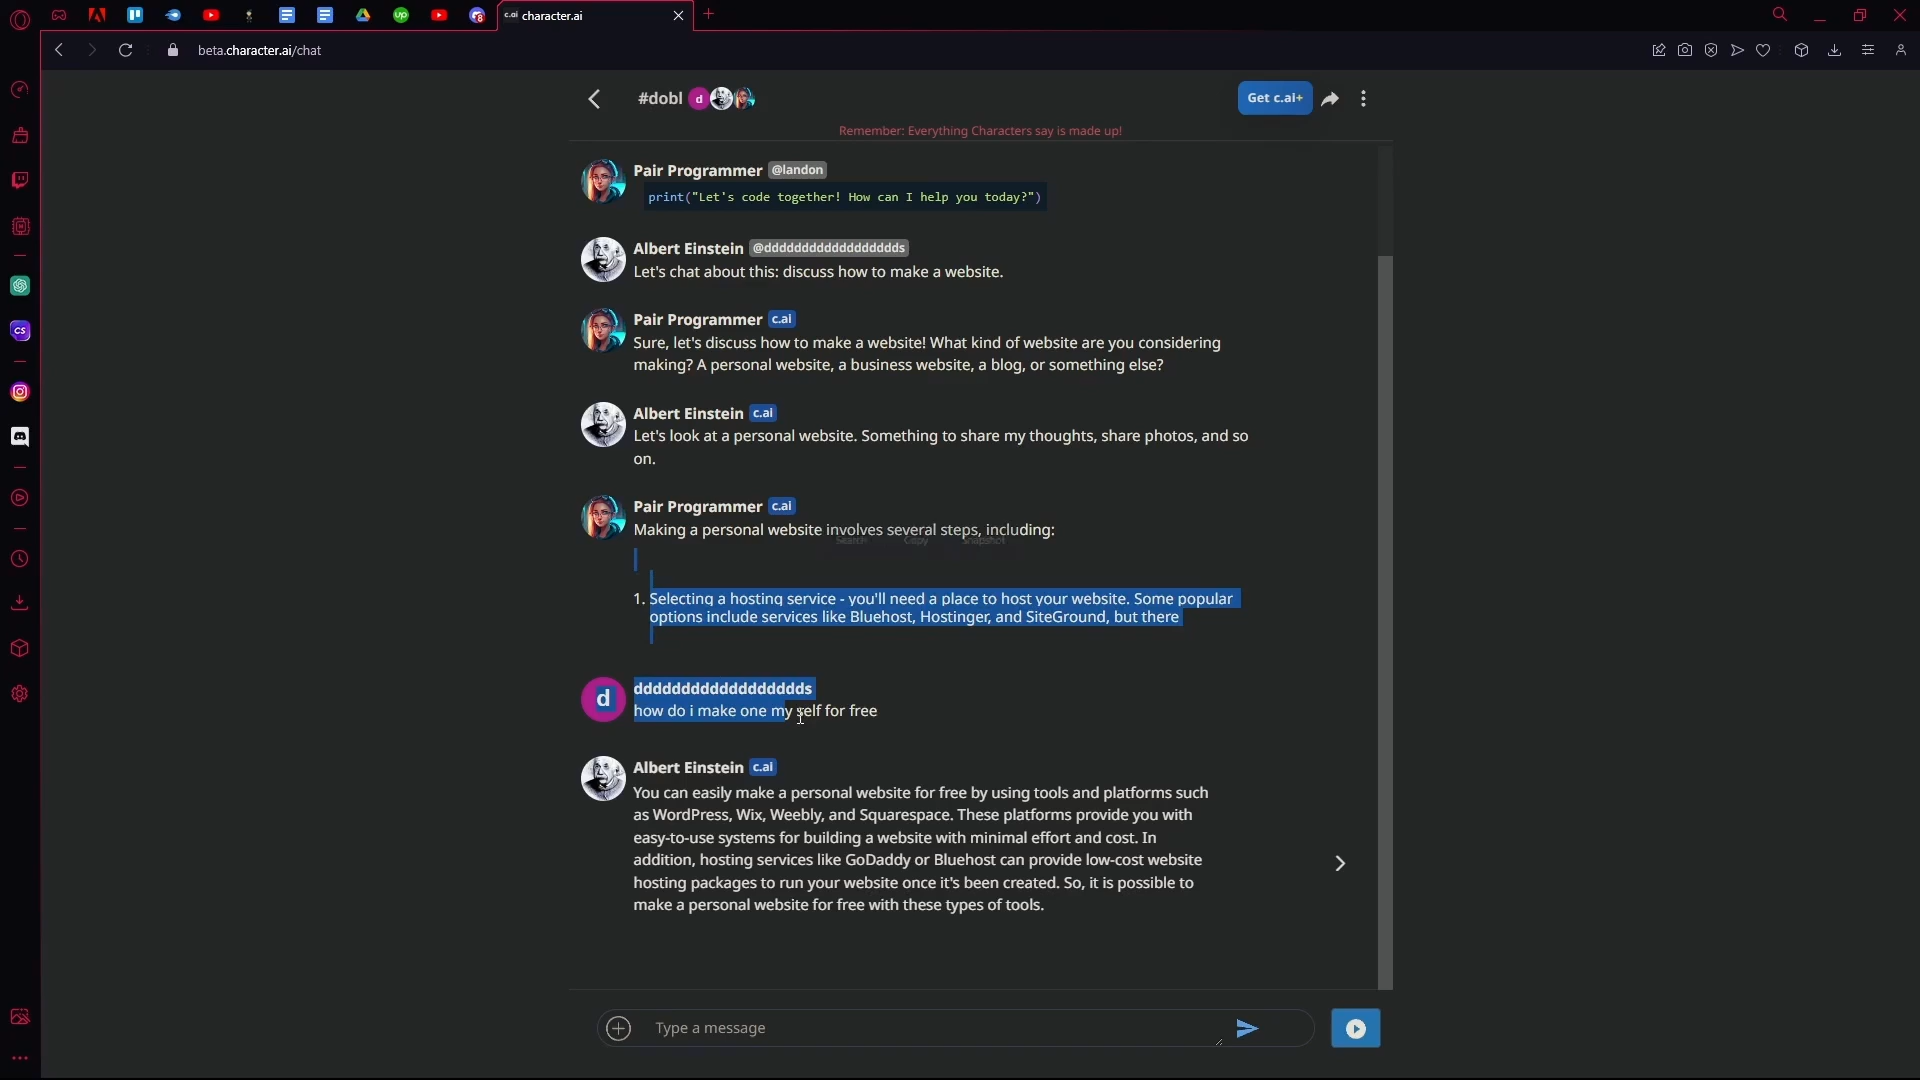 c.ai character.ai
beta.character.ai/chat
#dobl d
Get c.ai+
Remember: Everything Characters say is made up!
Pair Programmer @landon
print("Let's code together! How can I help you today?")
Albert Einstein @dddddddddddddddddds
Let's chat about this: discuss how to make a website.
Pair Programmer c.ai
Sure, let's discuss how to make a website! What kind of website are you considering
making? A personal website, a business website, a blog, or something else?
Albert Einstein c.ai
Let's look at a personal website. Something to share my thoughts, share photos, and so
on.
Pair Programmer c.ai
Making a personal website involves several steps, including:
Search Copy Snapshot
1. Selecting a hosting service - you'll need a place to host your website. Some popular
options include services like Bluehost, Hostinger, and SiteGround, but there
d
dddddddddddddddddds
how do i make one my self for free
Albert Einstein c.ai
You can easily make a personal website for free by using tools and platforms such
as WordPress, Wix, Weebly, and Squarespace. These platforms provide you with
easy-to-use systems for building a website with minimal effort and cost. In
addition, hosting services like GoDaddy or Bluehost can provide low-cost website
hosting packages to run your website once it's been created. So, it is possible to
make a personal website for free with these types of tools.
Type a message
up
8
CS